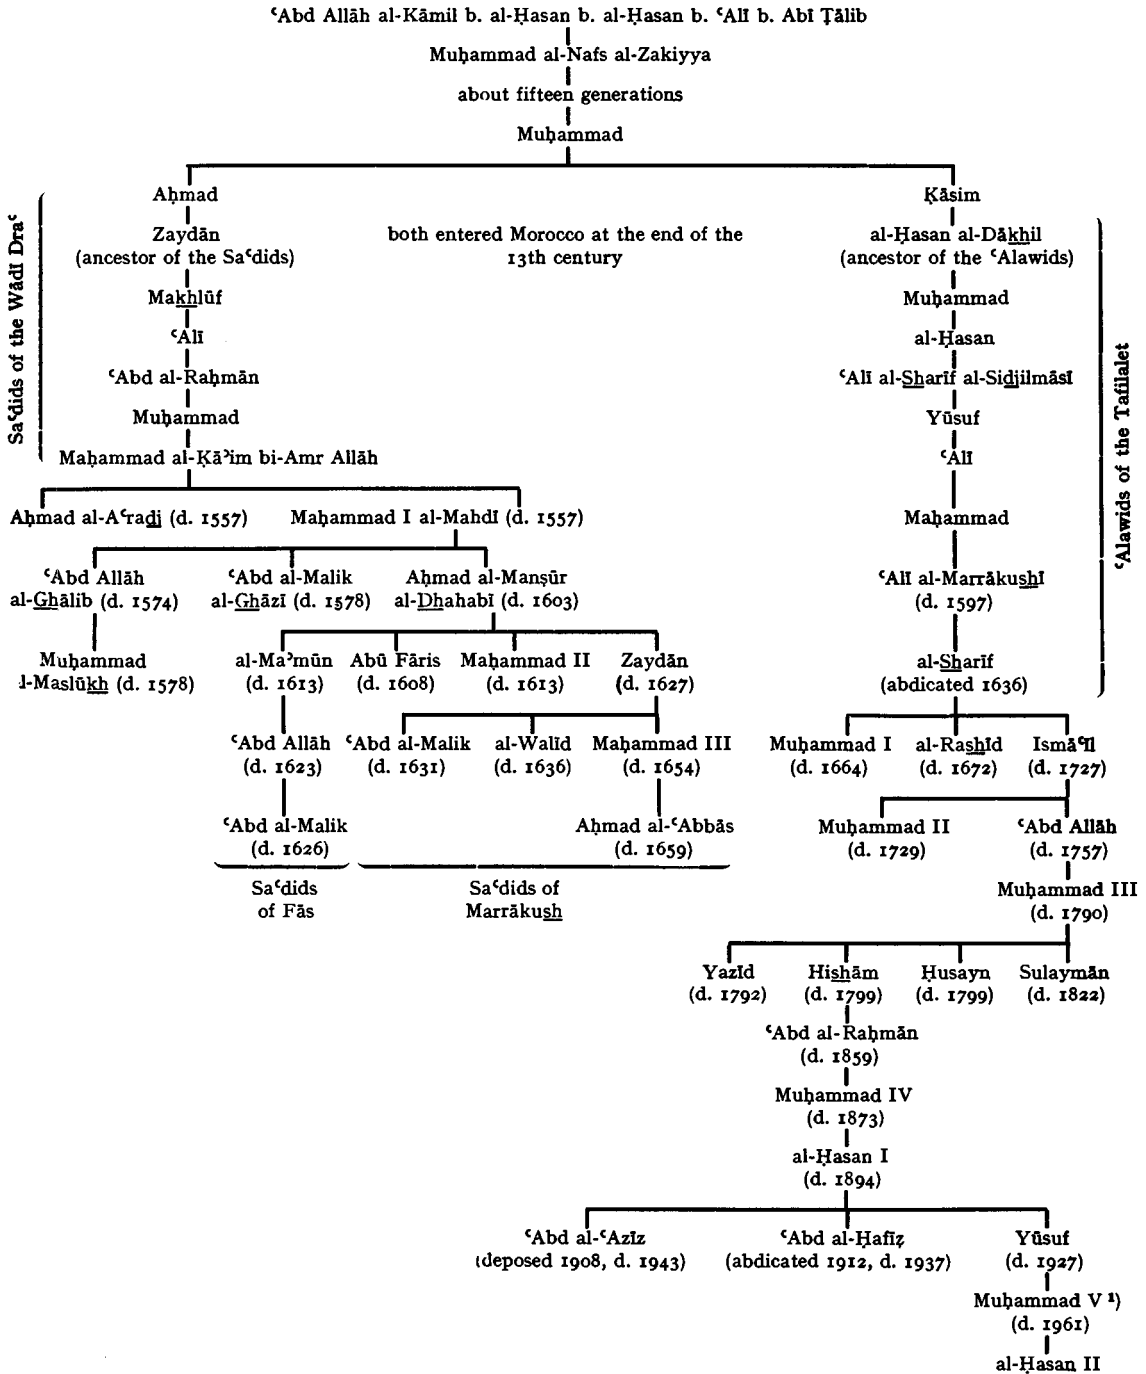 ʿAbd Allāh al-Kāmil b. al-Ḥasan b. al-Ḥasan b. ʿAlī b. Abī Ṭālib
Muḥammad al-Nafs al-Zakiyya
about fifteen generations
Muḥammad
Aḥmad
Ḳāsim
Saʿdids of the Wādī Draʿ
Zaydān
(ancestor of the Saʿdids)
both entered Morocco at the end of the
13th century
al-Ḥasan al-Dākhil
(ancestor of the ʿAlawids)
ʿAlawids of the Tafilalet
Makhlūf
Muḥammad
ʿAlī
al-Ḥasan
ʿAbd al-Raḥmān
ʿAlī al-Sharīf al-Sidjilmāsī
Muḥammad
Yūsuf
Maḥammad al-Ḳāʾim bi-Amr Allāh
ʿAlī
Aḥmad al-Aʿradj (d. 1557)
Maḥammad I al-Mahdī (d. 1557)
Maḥammad
ʿAbd Allāh
al-Ghālib (d. 1574)
ʿAbd al-Malik
al-Ghāzī (d. 1578)
Aḥmad al-Manṣūr
al-Dhahabī (d. 1603)
ʿAlī al-Marrākushī
(d. 1597)
Muḥammad
l-Maslūkh (d. 1578)
al-Maʾmūn
(d. 1613)
Abū Fāris
(d. 1608)
Maḥammad II
(d. 1613)
Zaydān
(d. 1627)
al-Sharīf
(abdicated 1636)
ʿAbd Allāh
(d. 1623)
ʿAbd al-Malik
(d. 1631)
al-Walīd
(d. 1636)
Maḥammad III
(d. 1654)
Muḥammad I
(d. 1664)
al-Rashīd
(d. 1672)
Ismāʿīl
(d. 1727)
ʿAbd al-Malik
(d. 1626)
Aḥmad al-ʿAbbās
(d. 1659)
Muḥammad II
(d. 1729)
ʿAbd Allāh
(d. 1757)
Saʿdids
of Fās
Saʿdids of
Marrākush
Muḥammad III
(d. 1790)
Yazīd
(d. 1792)
Hishām
(d. 1799)
Ḥusayn
(d. 1799)
Sulaymān
(d. 1822)
ʿAbd al-Raḥmān
(d. 1859)
Muḥammad IV
(d. 1873)
al-Ḥasan I
(d. 1894)
ʿAbd al-ʿAzīz
(deposed 1908, d. 1943)
ʿAbd al-Ḥafīẓ
(abdicated 1912, d. 1937)
Yūsuf
(d. 1927)
Muḥammad V ¹)
(d. 1961)
al-Ḥasan II